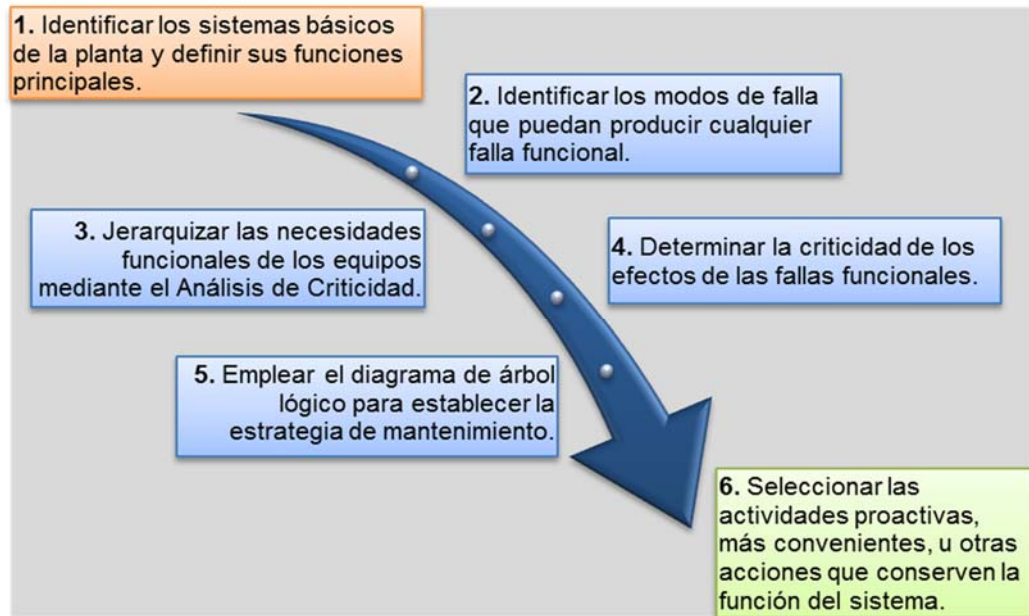 1. Identificar los sistemas básicos
de la planta y definir sus funciones
principales.
2. Identificar los modos de falla
que puedan producir cualquier
falla funcional.
3. Jerarquizar las necesidades
funcionales de los equipos
mediante el Análisis de Criticidad.
4. Determinar la criticidad de los
efectos de las fallas funcionales.
5. Emplear el diagrama de árbol
lógico para establecer la
estrategia de mantenimiento.
6. Seleccionar las
actividades proactivas,
más convenientes, u otras
acciones que conserven la
función del sistema.